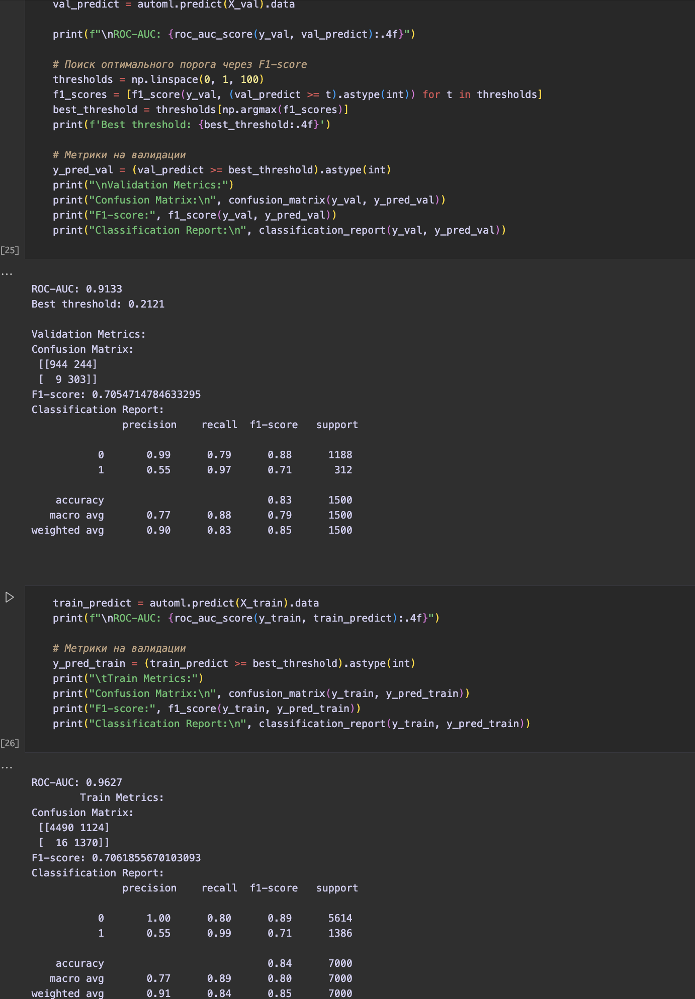 val_predict = automl.predict(X_val).data
print(f"\nROC-AUC: {roc_auc_score(y_val, val_predict):.4f}")
# Поиск оптимального порога через F1-score
thresholds = np.linspace(0, 1, 100)
f1_scores = [f1_score(y_val, (val_predict >= t).astype(int)) for t in thresholds]
best_threshold = thresholds[np.argmax(f1_scores)]
print(f'Best threshold: {best_threshold:.4f}')
# Метрики на валидации
y_pred_val = (val_predict >= best_threshold).astype(int)
print("\nValidation Metrics:")
print("Confusion Matrix:\n", confusion_matrix(y_val, y_pred_val))
print("F1-score:", f1_score(y_val, y_pred_val))
print("Classification Report:\n", classification_report(y_val, y_pred_val))
[25]
...
ROC-AUC: 0.9133
Best threshold: 0.2121
Validation Metrics:
Confusion Matrix:
[[944 244]
[  9 303]]
F1-score: 0.7054714784633295
Classification Report:
precision    recall  f1-score   support
0       0.99      0.79      0.88      1188
1       0.55      0.97      0.71       312
accuracy                           0.83      1500
macro avg       0.77      0.88      0.79      1500
weighted avg       0.90      0.83      0.85      1500
train_predict = automl.predict(X_train).data
print(f"\nROC-AUC: {roc_auc_score(y_train, train_predict):.4f}")
# Метрики на валидации
y_pred_train = (train_predict >= best_threshold).astype(int)
print("\tTrain Metrics:")
print("Confusion Matrix:\n", confusion_matrix(y_train, y_pred_train))
print("F1-score:", f1_score(y_train, y_pred_train))
print("Classification Report:\n", classification_report(y_train, y_pred_train))
[26]
...
ROC-AUC: 0.9627
Train Metrics:
Confusion Matrix:
[[4490 1124]
[  16 1370]]
F1-score: 0.7061855670103093
Classification Report:
precision    recall  f1-score   support
0       1.00      0.80      0.89      5614
1       0.55      0.99      0.71      1386
accuracy                           0.84      7000
macro avg       0.77      0.89      0.80      7000
weighted avg       0.91      0.84      0.85      7000